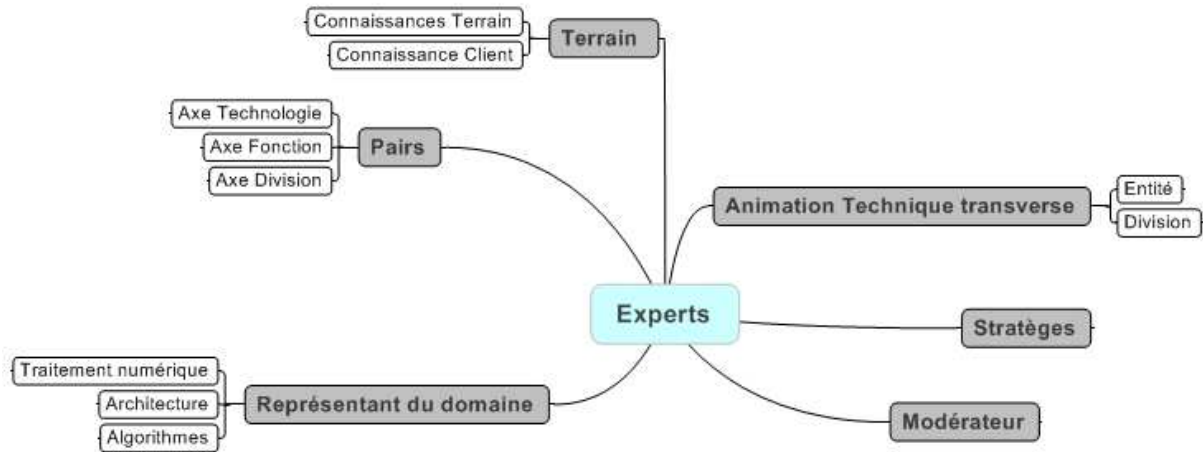 Connaissances Terrain
Connaissance Client
Terrain
Axe Technologie
Axe Fonction
Axe Division
Pairs
Animation Technique transverse
Entité
Division
Experts
Stratèges
Traitement numérique
Architecture
Algorithmes
Représentant du domaine
Modérateur